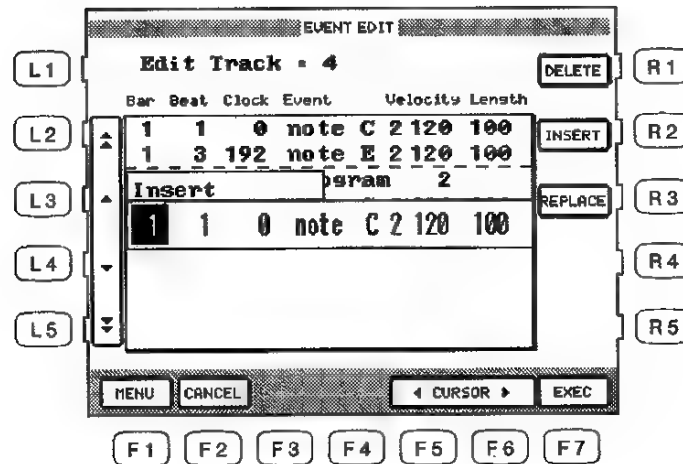 EVENT EDIT
L1 Edit Track = 4 DELETE R1
Bar Beat Clock Event Velocity Length
L2 1 1 0 note C 2 120 100 INSERT R2
1 3 192 note E 2 120 100
L3 Insert ogram 2 REPLACE R3
1 1 0 note C 2 120 100
L4 R4
L5 R5
MENU CANCEL CURSOR EXEC
F1 F2 F3 F4 F5 F6 F7